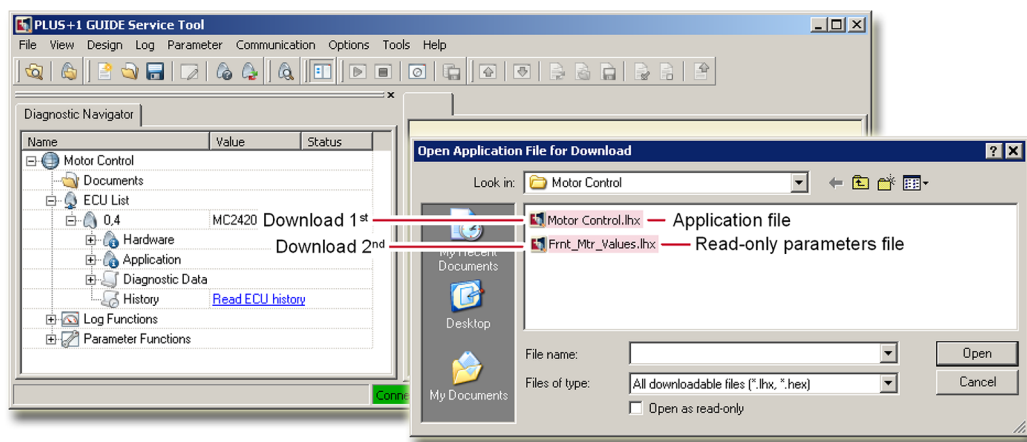 PLUS+1 GUIDE Service Tool
File View Design Log Parameter Communication Options Tools Help
Diagnostic Navigator
Name Value Status
Motor Control
Documents
ECU List
0,4 MC2420
Hardware
Application
Diagnostic Data
History Read ECU history
Log Functions
Parameter Functions
Download 1st
Download 2nd
Open Application File for Download
Look in: Motor Control
Motor Control.lhx Application file
Frnt_Mtr_Values.lhx Read-only parameters file
My Recent
Documents
Desktop
My Documents
File name: Open
Files of type: All downloadable files (*.lhx, *.hex) Cancel
Open as read-only